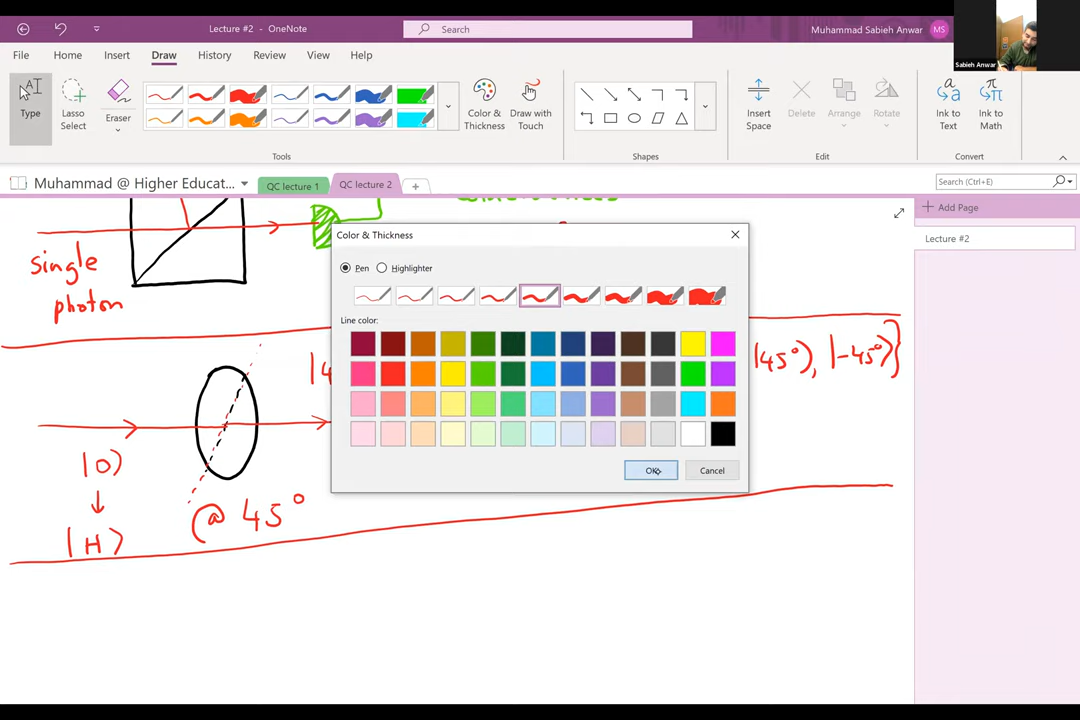 Lecture #2 - OneNote
Search
Muhammad Sabieh Anwar
MS
Sabieh Anwar
File Home Insert Draw History Review View Help
Type
Lasso Select
Eraser
Color & Thickness
Draw with Touch
Insert Space
Delete
Arrange
Rotate
Ink to Text
Ink to Math
Tools
Shapes
Edit
Convert
Muhammad @ Higher Educat...
QC lecture 1
QC lecture 2
Search (Ctrl+E)
Add Page
Lecture #2
single
photon
Color & Thickness
Pen
Highlighter
Line color:
OK
Cancel
|45°⟩, |-45°⟩}
|4
|0⟩
↓
|H⟩
@ 45°